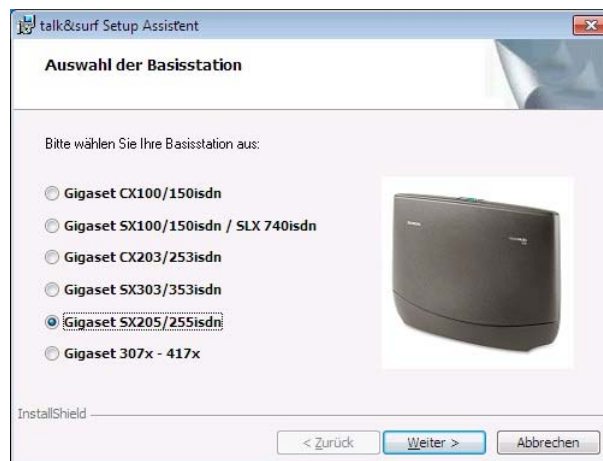 talk&surf Setup Assistent
Auswahl der Basisstation
Bitte wählen Sie Ihre Basisstation aus:
Gigaset CX100/150isdn
Gigaset SX100/150isdn / SLX 740isdn
Gigaset CX203/253isdn
Gigaset SX303/353isdn
Gigaset SX205/255isdn
Gigaset 307x - 417x
InstallShield
< Zurück
Weiter >
Abbrechen